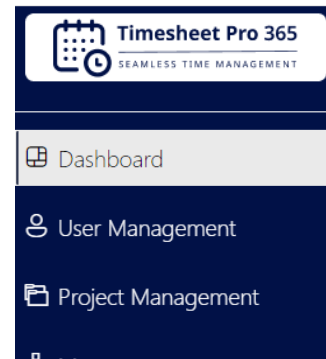 Timesheet Pro 365
SEAMLESS TIME MANAGEMENT
Dashboard
User Management
Project Management